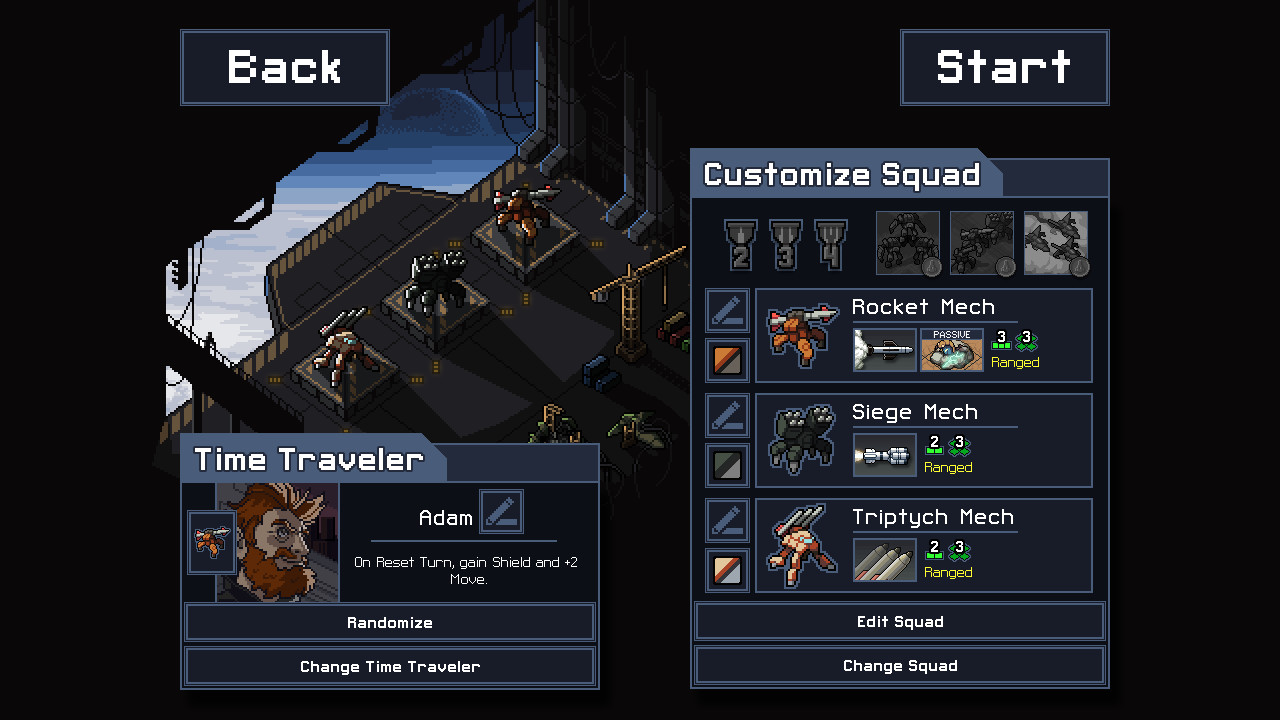 Back
Start
Customize Squad
2 3 4
Rocket Mech
PASSIVE
3 3
Ranged
Siege Mech
2 3
Ranged
Triptych Mech
2 3
Ranged
Edit Squad
Change Squad
Time Traveler
Adam
On Reset Turn, gain Shield and +2
Move.
Randomize
Change Time Traveler